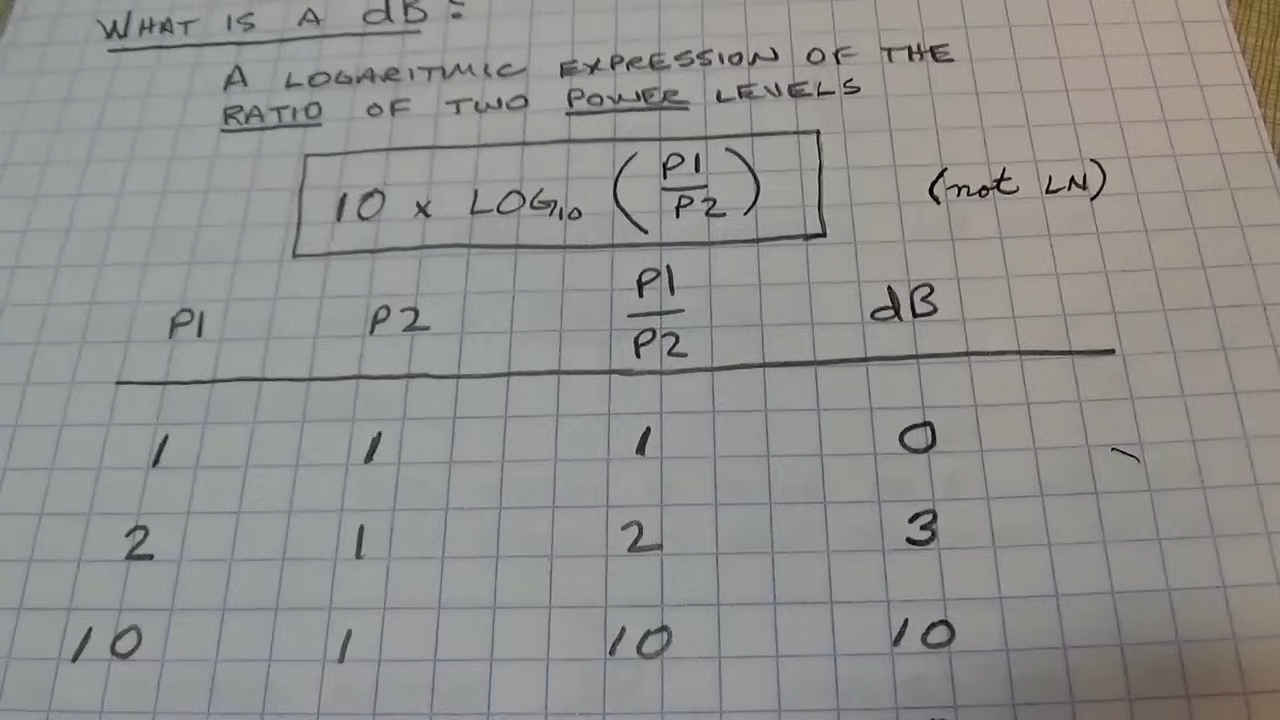 WHAT IS A dB:
A LOGARITMIC EXPRESSION OF THE
RATIO OF TWO POWER LEVELS
10 x LOG₁₀ (P1/P2) (not LN)
P1 P2 P1/P2 dB
1 1 1 0
2 1 2 3
10 1 10 10